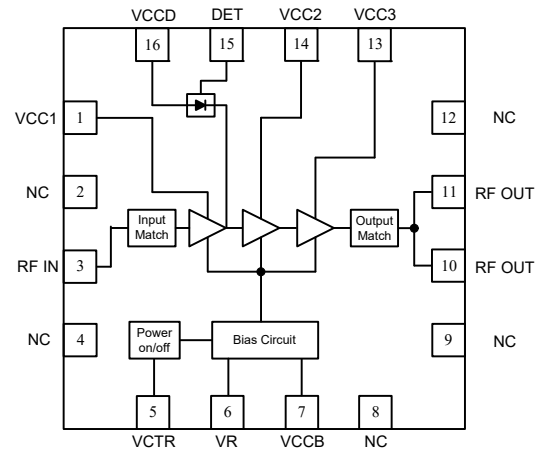 VCCD DET VCC2 VCC3
16 15 14 13
VCC1 1 12 NC
NC 2 11 RF OUT
Input Match
Output Match
RF IN 3 10 RF OUT
NC 4 9 NC
Power on/off
Bias Circuit
5 6 7 8
VCTR VR VCCB NC